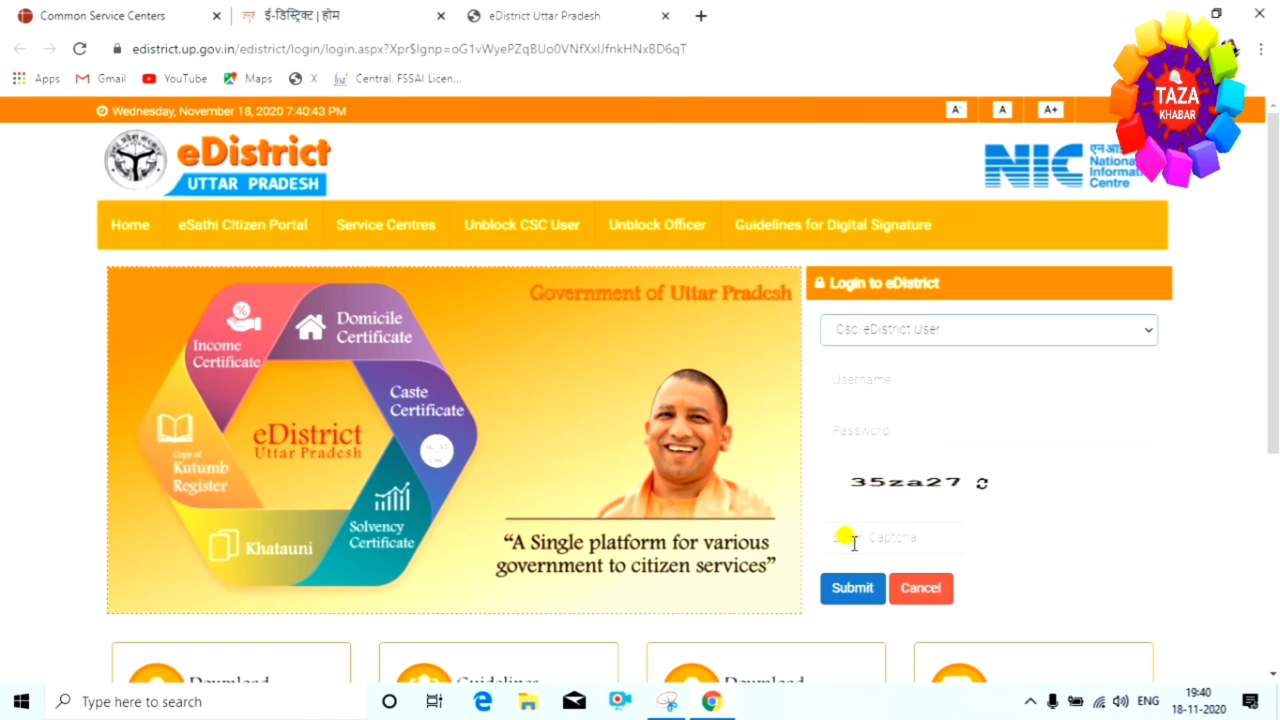 Common Service Centers
ई-डिस्ट्रिक्ट | होम
eDistrict Uttar Pradesh
edistrict.up.gov.in/edistrict/login/login.aspx?Xpr$Ignp=oG1vWyePZqBUo0VNfXxIJfnkHNxBD6qT
Apps
Gmail
YouTube
Maps
X
Central. FSSAI Licen...
TAZA
KHABAR
Wednesday, November 18, 2020 7:40:43 PM
A-
A
A+
eDistrict
UTTAR PRADESH
NIC
National
Centre
Home
eSathi Citizen Portal
Service Centres
Unblock CSC User
Unblock Officer
Guidelines for Digital Signature
Government of Uttar Pradesh
Income
Certificate
Domicile
Certificate
Caste
Certificate
Copy of
Kutumb
Register
eDistrict
Uttar Pradesh
Solvency
Certificate
Khatauni
“A Single platform for various
government to citizen services”
Login to eDistrict
Csc eDistrict User
Username
Password
35za27
Captcha
Submit
Cancel
Download
Guidelines
Download
Type here to search
ENG
19:40
18-11-2020